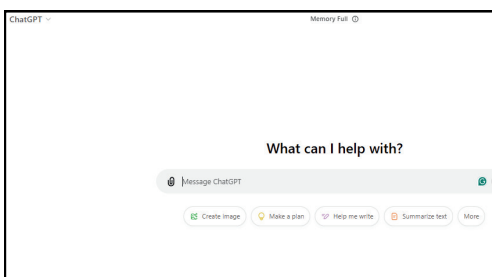 ChatGPT
Memory Full
What can I help with?
Message ChatGPT
Create image Make a plan Help me write Summarize text More